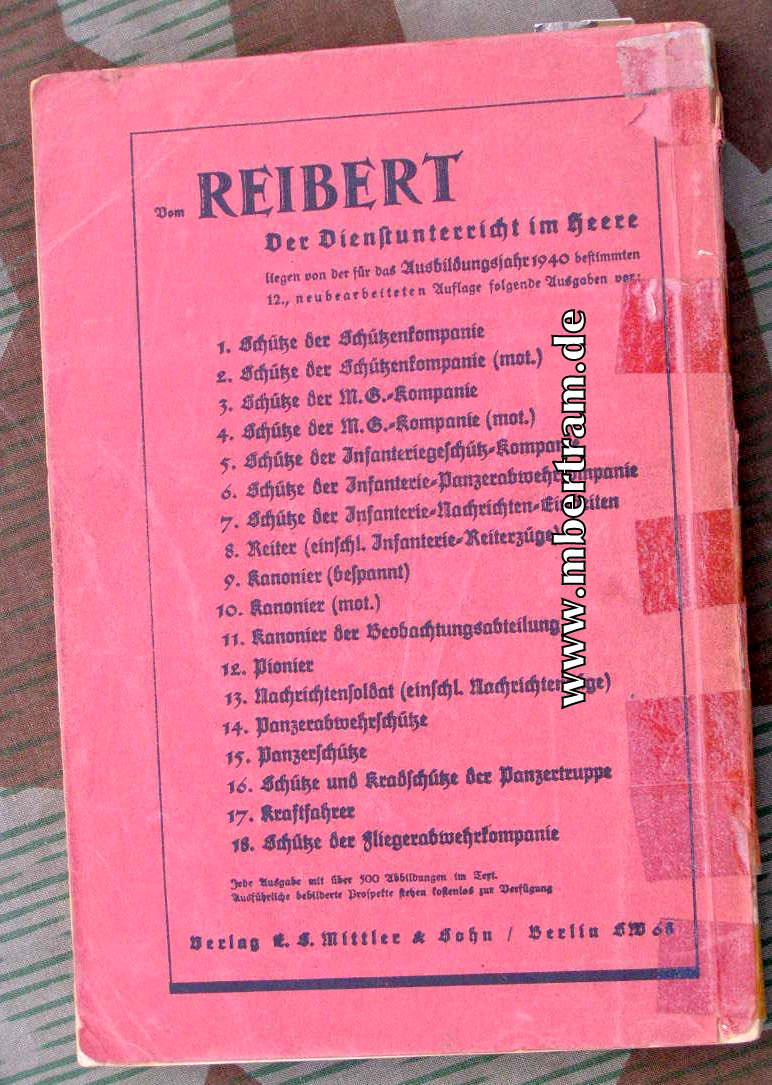 Vom REIBERT
Der Dienstunterricht im Heere
liegen von der für das Ausbildungsjahr 1940 bestimmten
12., neubearbeiteten Auflage folgende Ausgaben vor:
1. Schütze der Schützenkompanie
2. Schütze der Schützenkompanie (mot.)
3. Schütze der M.G.-Kompanie
4. Schütze der M.G.-Kompanie (mot.)
5. Schütze der Infanteriegeschütz-Kompanie
6. Schütze der Infanterie-Panzerabwehrkompanie
7. Schütze der Infanterie-Nachrichten-Einheiten
8. Reiter (einschl. Infanterie-Reiterzüge)
9. Kanonier (bespannt)
10. Kanonier (mot.)
11. Kanonier der Beobachtungsabteilung
12. Pionier
13. Nachrichtensoldat (einschl. Nachrichtenzüge)
14. Panzerabwehrschütze
15. Panzerschütze
16. Schütze und Kradschütze der Panzertruppe
17. Kraftfahrer
18. Schütze der Fliegerabwehrkompanie
Jede Ausgabe mit über 500 Abbildungen im Text.
Ausführliche bebilderte Prospekte stehen kostenlos zur Verfügung
Verlag E. S. Mittler & Sohn / Berlin SW 68
www.mbertram.de